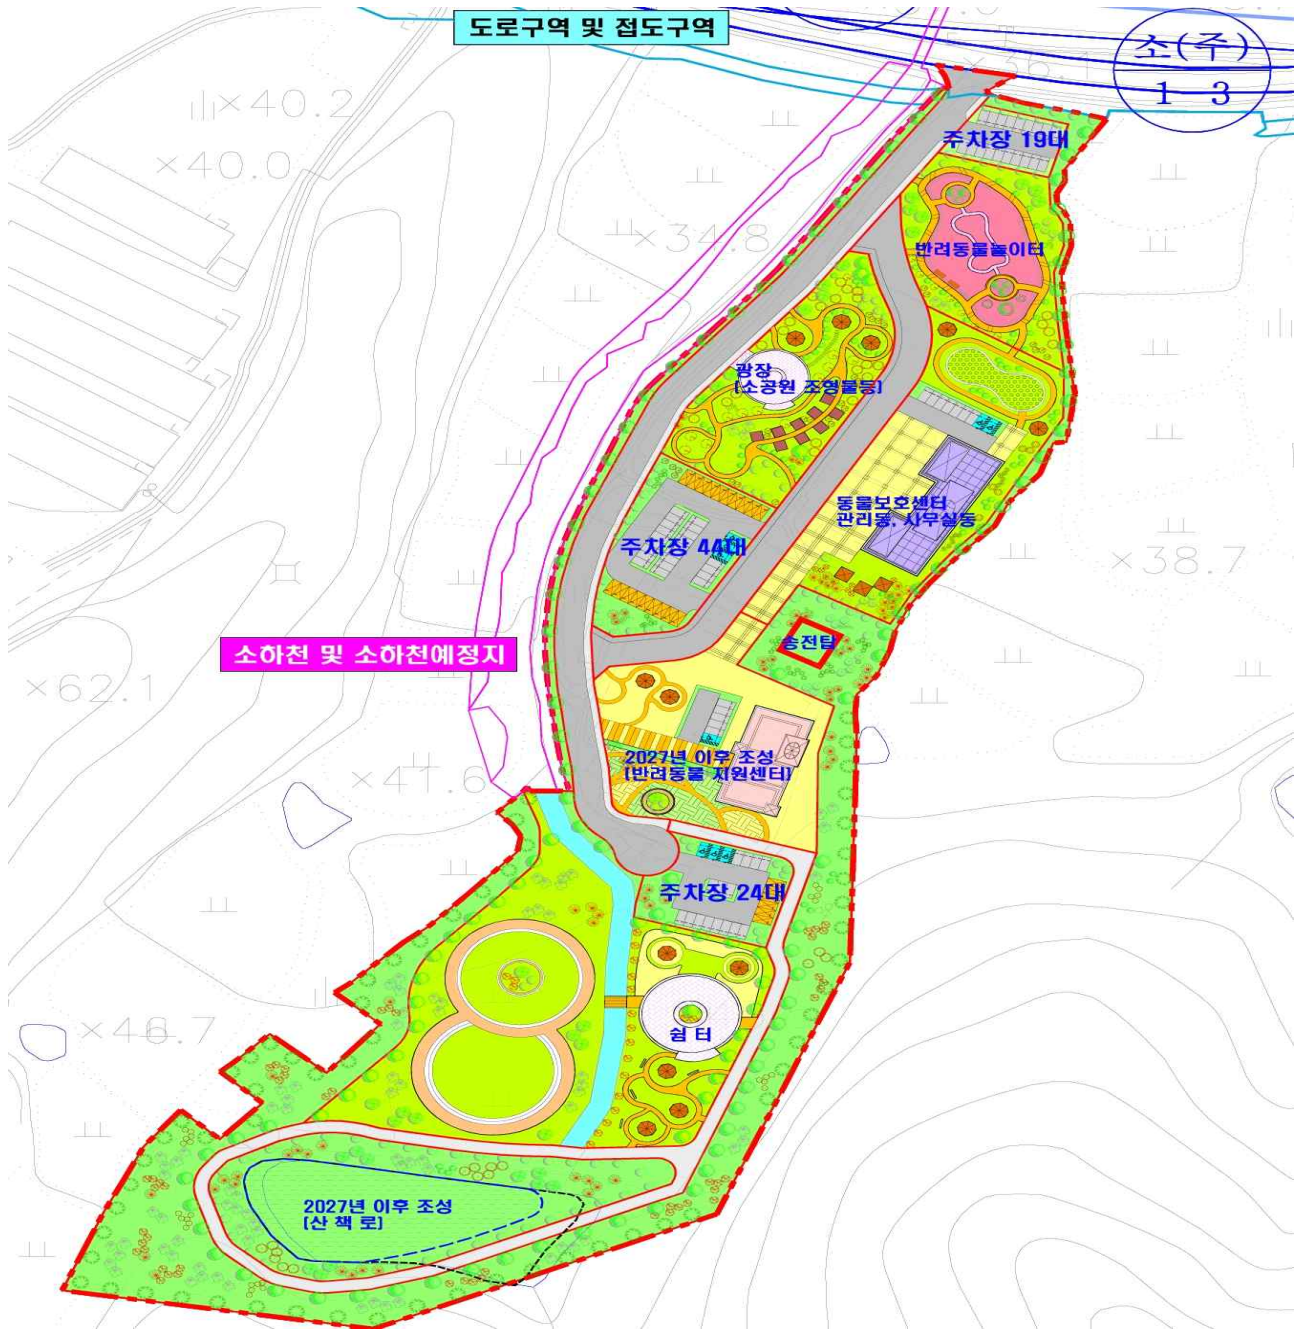 도로구역 및 접도구역
소(주)
1 3
×36.1
×40.2
주차장 19대
×40.0
×34.8
반려동물놀이터
광장
[소공원 조형물등]
동물보호센터
관리동, 사무실동
주차장 44대
×38.7
송전탑
소하천 및 소하천예정지
×62.1
2027년 이후 조성
[반려동물 지원센터]
×41.6
주차장 24대
×46.7
쉼 터
2027년 이후 조성
[산 책 로]